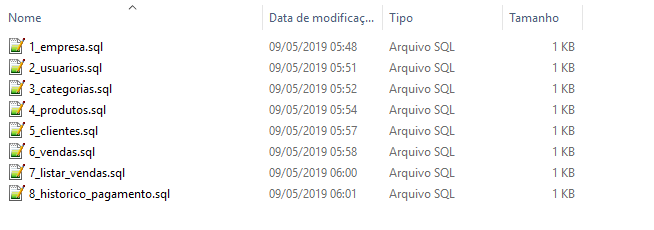 Nome Data de modificaç... Tipo Tamanho
1_empresa.sql 09/05/2019 05:48 Arquivo SQL 1 KB
2_usuarios.sql 09/05/2019 05:51 Arquivo SQL 1 KB
3_categorias.sql 09/05/2019 05:52 Arquivo SQL 1 KB
4_produtos.sql 09/05/2019 05:54 Arquivo SQL 1 KB
5_clientes.sql 09/05/2019 05:57 Arquivo SQL 1 KB
6_vendas.sql 09/05/2019 05:58 Arquivo SQL 1 KB
7_listar_vendas.sql 09/05/2019 06:00 Arquivo SQL 1 KB
8_historico_pagamento.sql 09/05/2019 06:01 Arquivo SQL 1 KB